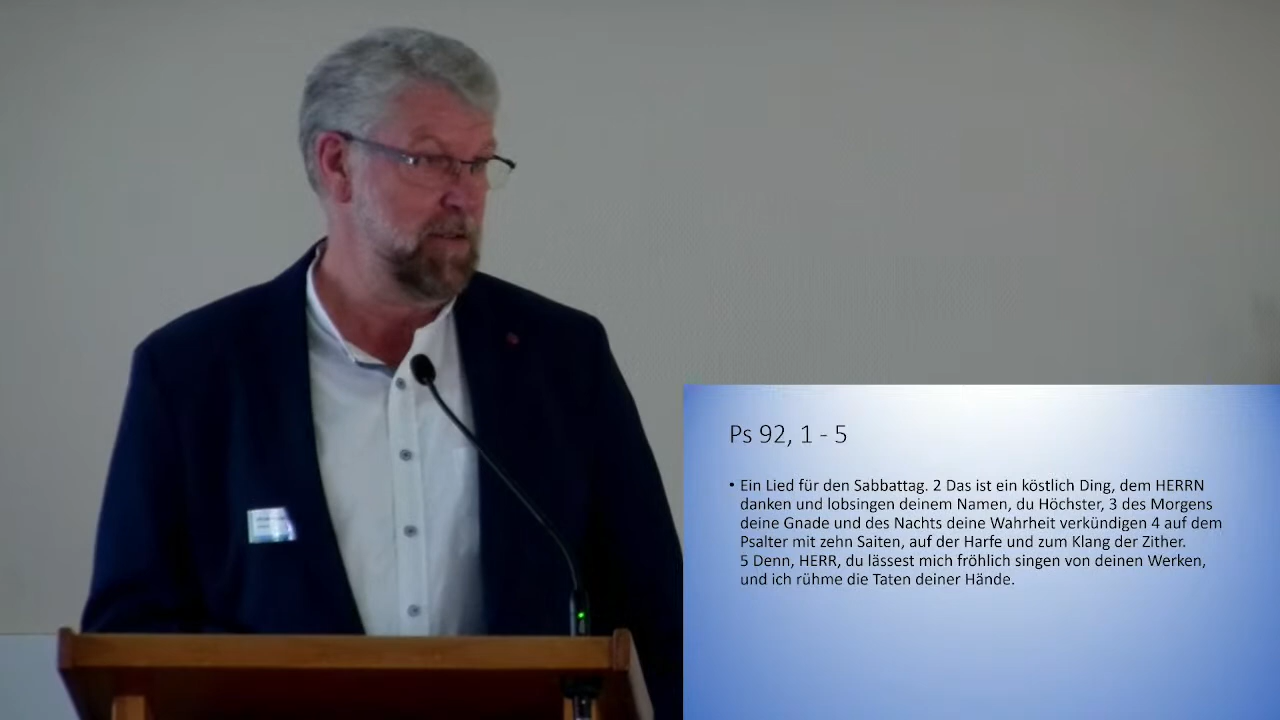 Ps 92, 1 - 5
• Ein Lied für den Sabbattag. 2 Das ist ein köstlich Ding, dem HERRN
danken und lobsingen deinem Namen, du Höchster, 3 des Morgens
deine Gnade und des Nachts deine Wahrheit verkündigen 4 auf dem
Psalter mit zehn Saiten, auf der Harfe und zum Klang der Zither.
5 Denn, HERR, du lässest mich fröhlich singen von deinen Werken,
und ich rühme die Taten deiner Hände.